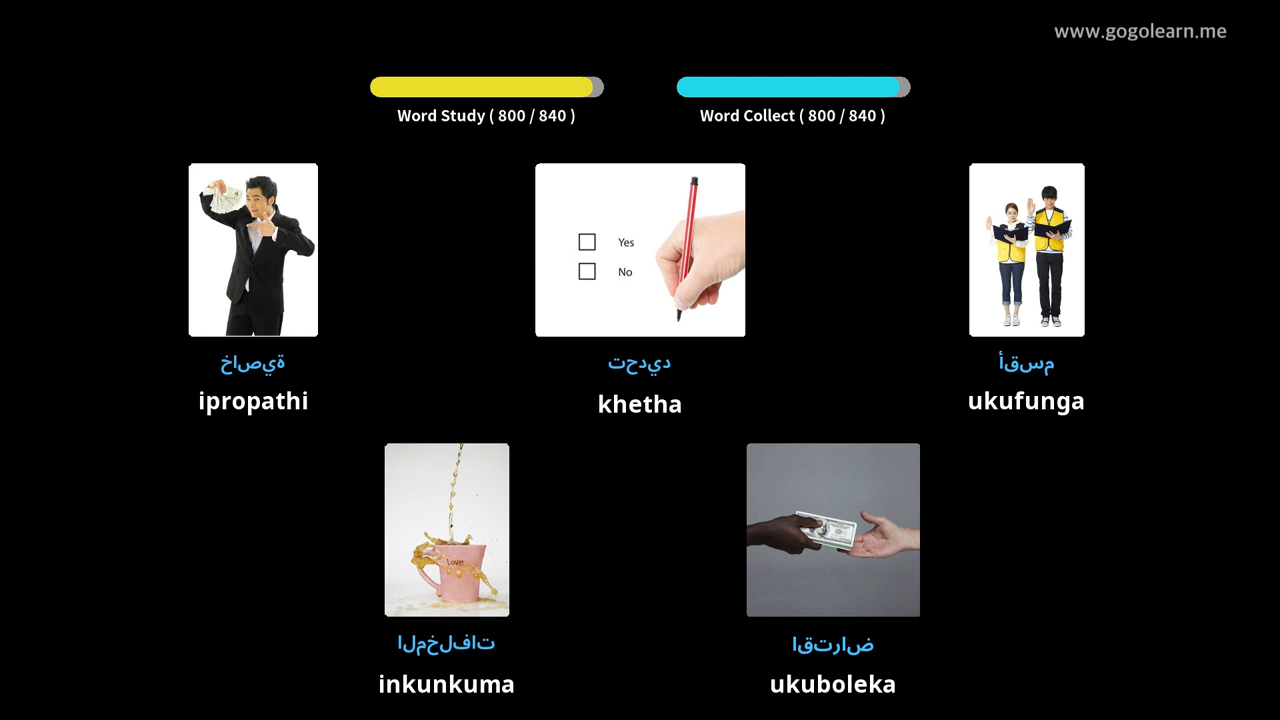 www.gogolearn.me
Word Study ( 800 / 840 )
Word Collect ( 800 / 840 )
Yes
No
خاصية
تحديد
أقسم
ipropathi
khetha
ukufunga
love
المخلفات
اقتراض
inkunkuma
ukuboleka